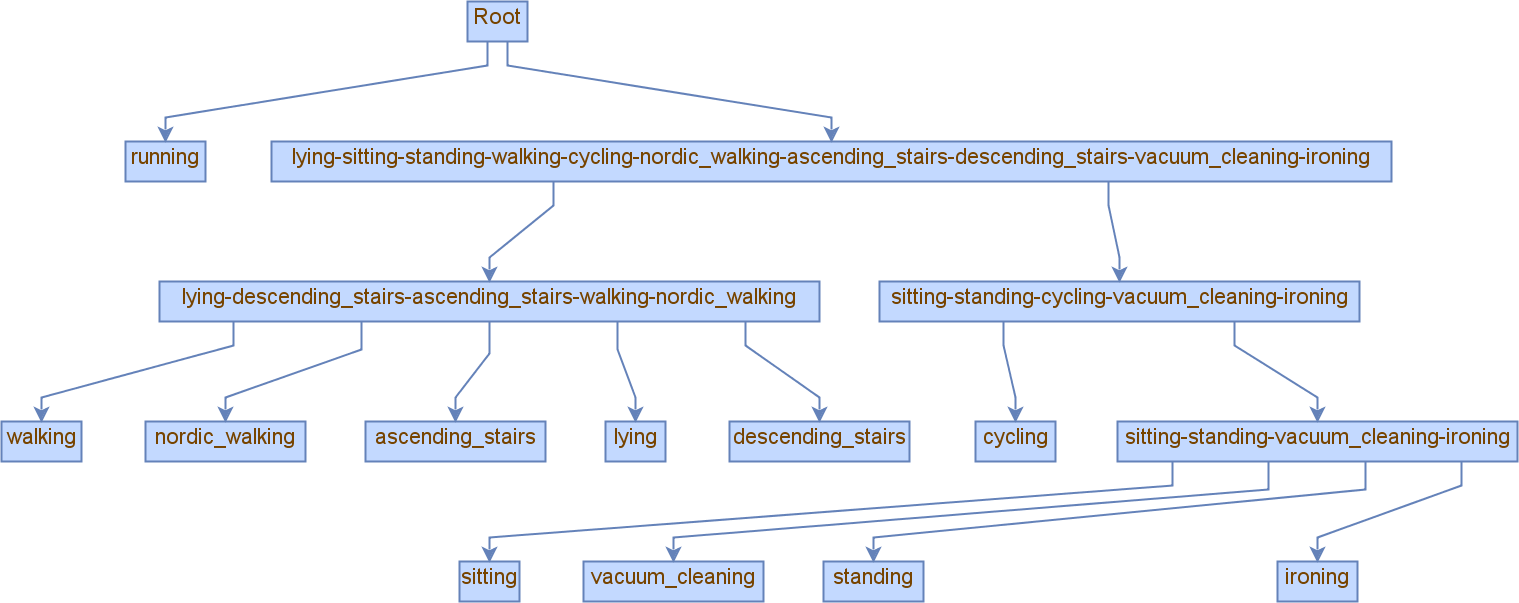 Root
running
lying-sitting-standing-walking-cycling-nordic_walking-ascending_stairs-descending_stairs-vacuum_cleaning-ironing
lying-descending_stairs-ascending_stairs-walking-nordic_walking
sitting-standing-cycling-vacuum_cleaning-ironing
walking
nordic_walking
ascending_stairs
lying
descending_stairs
cycling
sitting-standing-vacuum_cleaning-ironing
sitting
vacuum_cleaning
standing
ironing